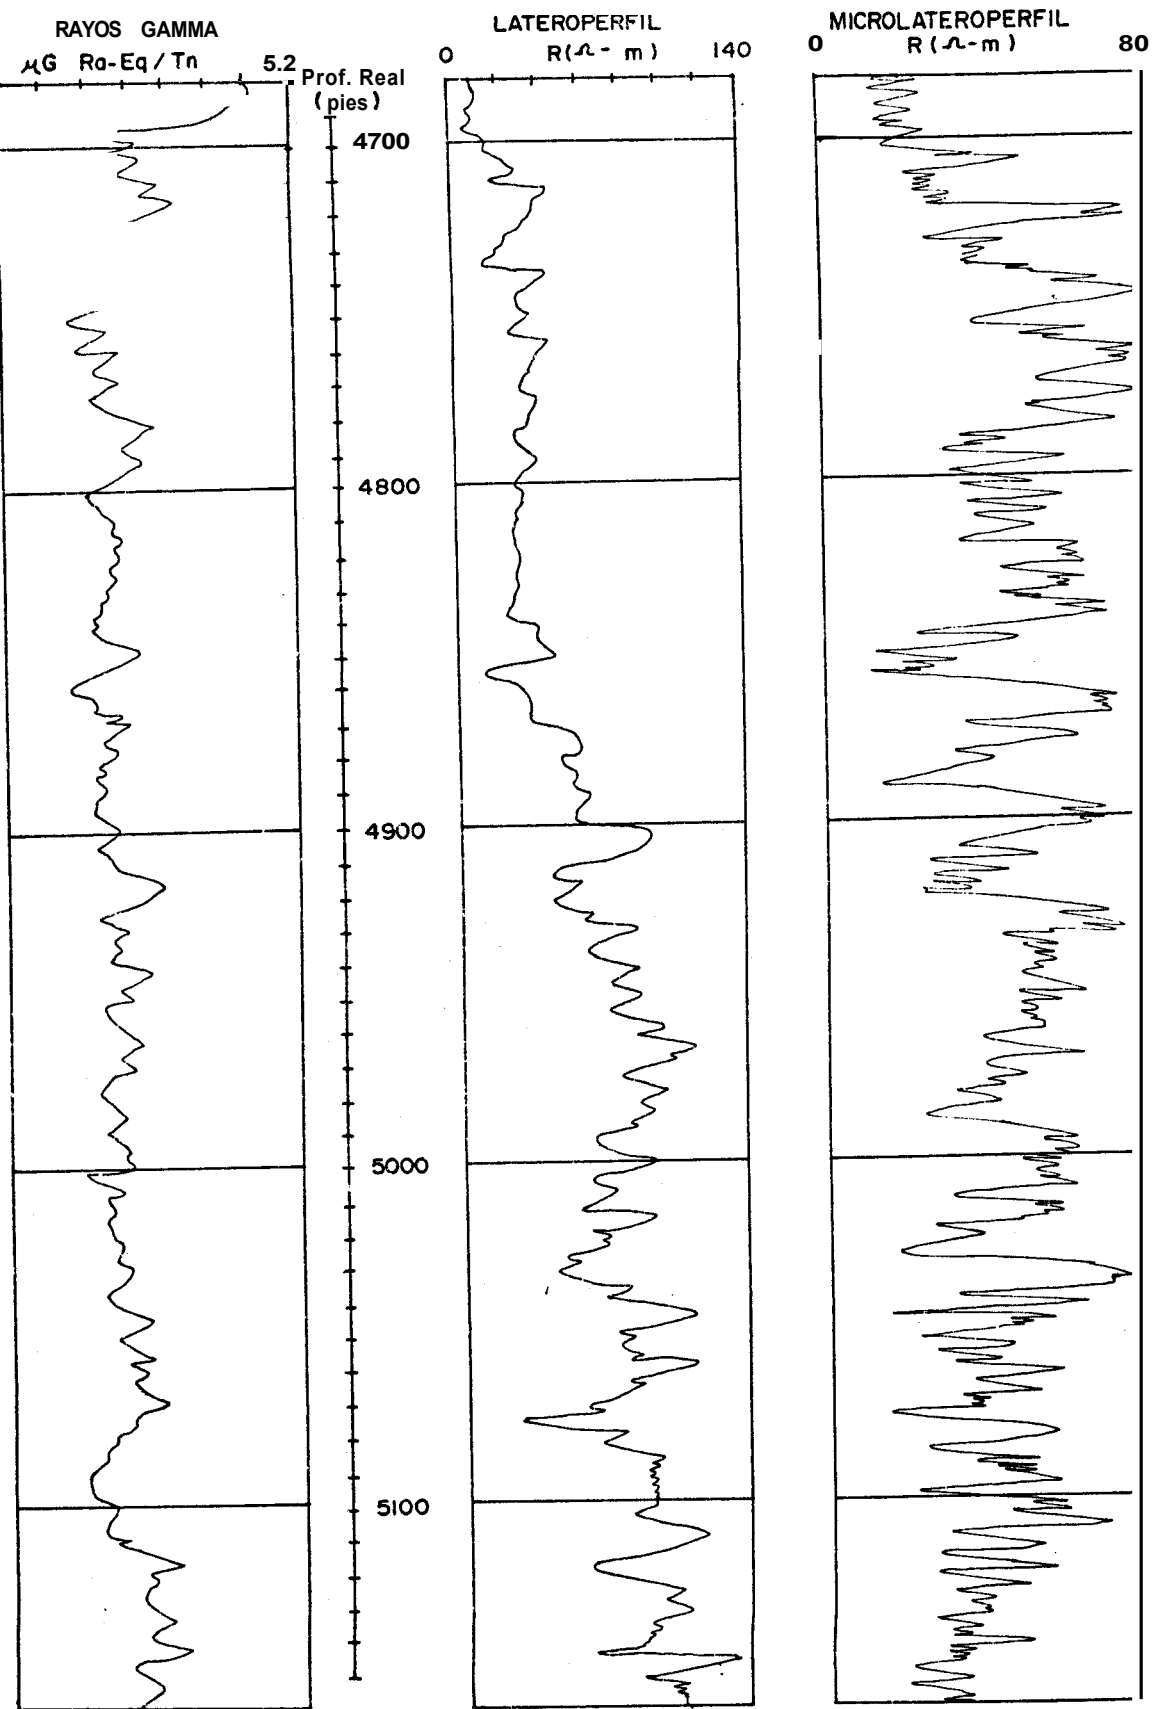 RAYOS GAMMA
µG Ra-Eq/Tn 5.2
Prof. Real
(pies)
LATEROPERFIL
0 R(Ω-m) 140
MICROLATEROPERFIL
0 R(Ω-m) 80
4700
4800
4900
5000
5100